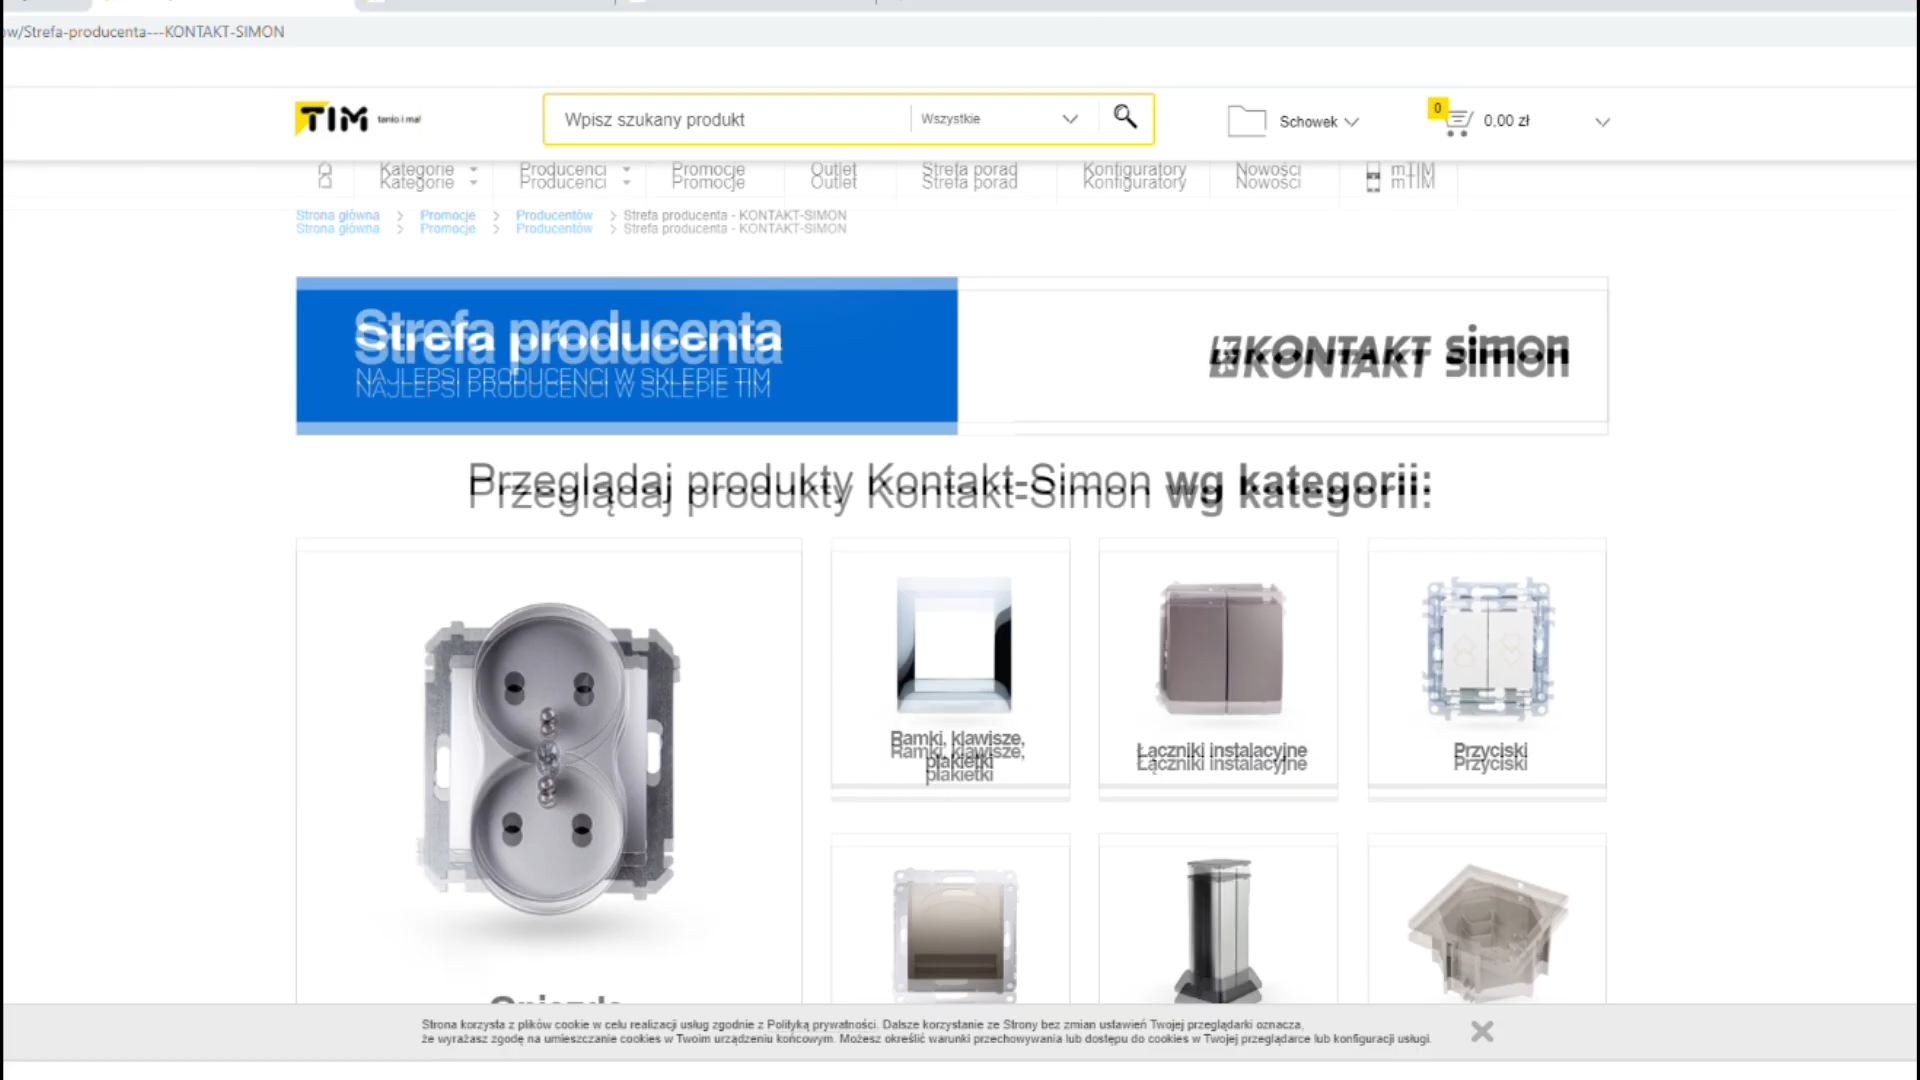 ow/Strefa-producenta---KONTAKT-SIMON
TIM tanio i ma!
Wpisz szukany produkt
Wszystkie
Schowek
0
0,00 zł
Kategorie Producenci Promocje Outlet Strefa porad Konfiguratory Nowości mTIM
Strona główna > Promocje > Producentów > Strefa producenta - KONTAKT-SIMON
Strefa producenta
NAJLEPSI PRODUCENCI W SKLEPIE TIM
KONTAKT simon
Przeglądaj produkty Kontakt-Simon wg kategorii:
Ramki, klawisze,
plakietki
Łączniki instalacyjne
Przyciski
Gniazda
Strona korzysta z plików cookie w celu realizacji usług zgodnie z Polityką prywatności. Dalsze korzystanie ze Strony bez zmian ustawień Twojej przeglądarki oznacza,
że wyrażasz zgodę na umieszczanie cookies w Twoim urządzeniu końcowym. Możesz określić warunki przechowywania lub dostępu do cookies w Twojej przeglądarce lub konfiguracji usługi.